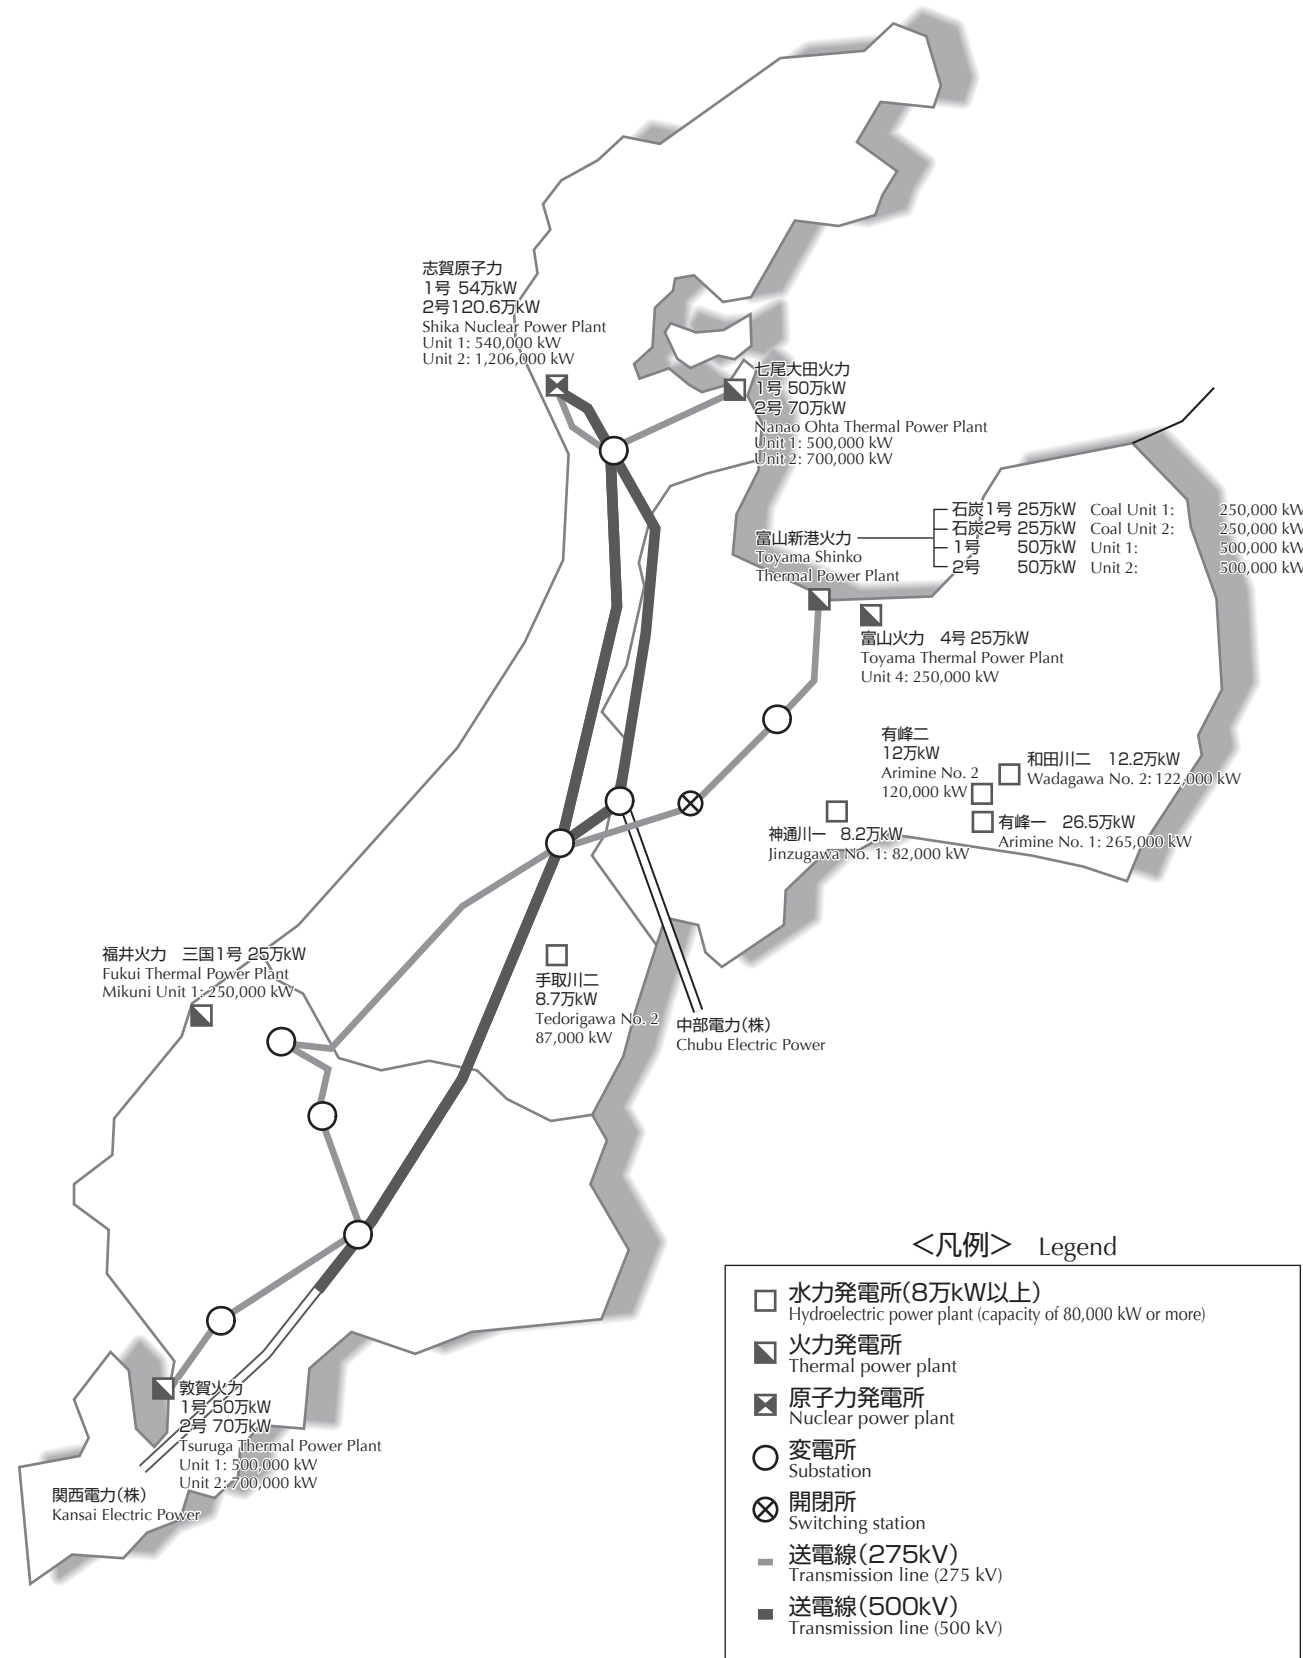 志賀原子力
1号 54万kW
2号120.6万kW
Shika Nuclear Power Plant
Unit 1: 540,000 kW
Unit 2: 1,206,000 kW
七尾大田火力
1号 50万kW
2号 70万kW
Nanao Ohta Thermal Power Plant
Unit 1: 500,000 kW
Unit 2: 700,000 kW
富山新港火力
Toyama Shinko
Thermal Power Plant
石炭1号 25万kW Coal Unit 1: 250,000 kW
石炭2号 25万kW Coal Unit 2: 250,000 kW
1号 50万kW Unit 1: 500,000 kW
2号 50万kW Unit 2: 500,000 kW
富山火力 4号 25万kW
Toyama Thermal Power Plant
Unit 4: 250,000 kW
有峰二
12万kW
Arimine No. 2
120,000 kW
和田川二 12.2万kW
Wadagawa No. 2: 122,000 kW
有峰一 26.5万kW
Arimine No. 1: 265,000 kW
神通川一 8.2万kW
Jinzugawa No. 1: 82,000 kW
福井火力 三国1号 25万kW
Fukui Thermal Power Plant
Mikuni Unit 1: 250,000 kW
手取川二
8.7万kW
Tedorigawa No. 2
87,000 kW
中部電力(株)
Chubu Electric Power
敦賀火力
1号 50万kW
2号 70万kW
Tsuruga Thermal Power Plant
Unit 1: 500,000 kW
Unit 2: 700,000 kW
関西電力(株)
Kansai Electric Power
<凡例> Legend
水力発電所(8万kW以上)
Hydroelectric power plant (capacity of 80,000 kW or more)
火力発電所
Thermal power plant
原子力発電所
Nuclear power plant
変電所
Substation
開閉所
Switching station
送電線(275kV)
Transmission line (275 kV)
送電線(500kV)
Transmission line (500 kV)